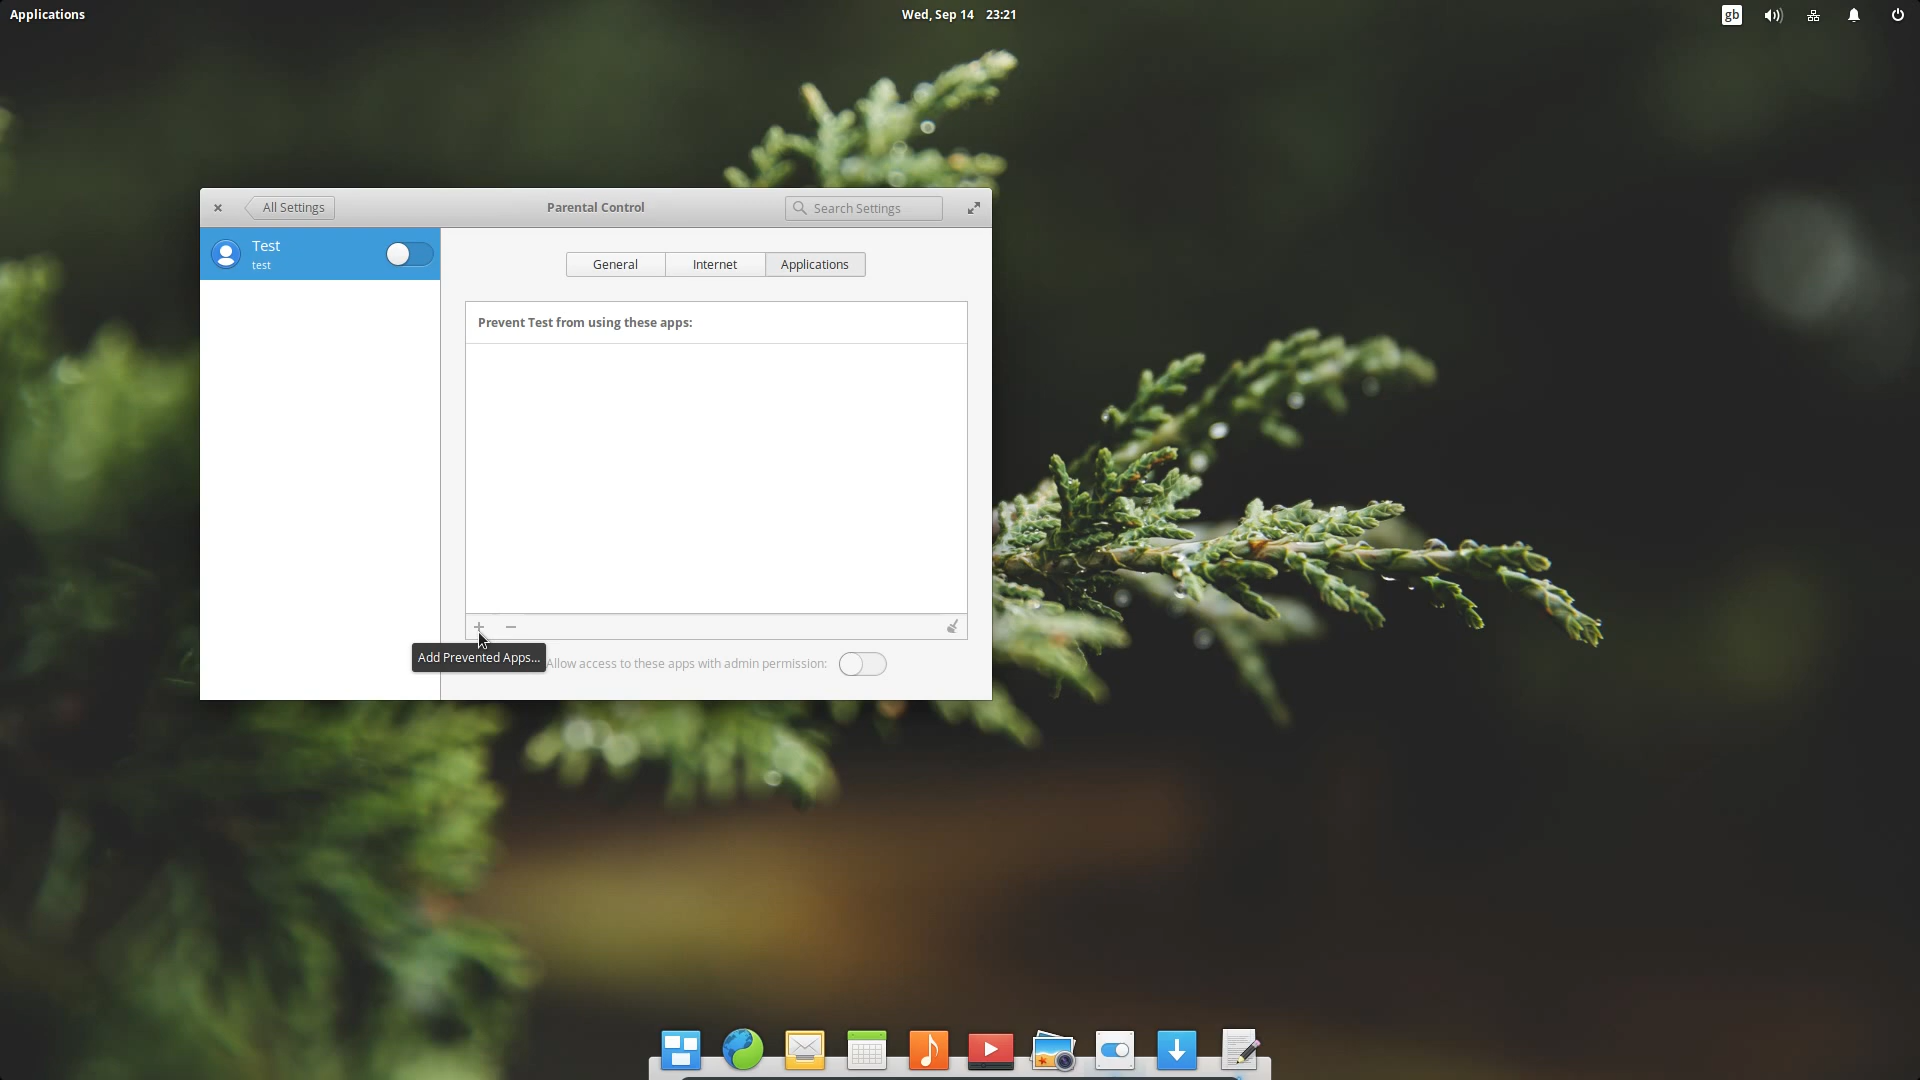 Applications
Wed, Sep 14 23:21
gb
All Settings
Parental Control
Search Settings
Test
test
General
Internet
Applications
Prevent Test from using these apps:
Add Prevented Apps...
Allow access to these apps with admin permission: